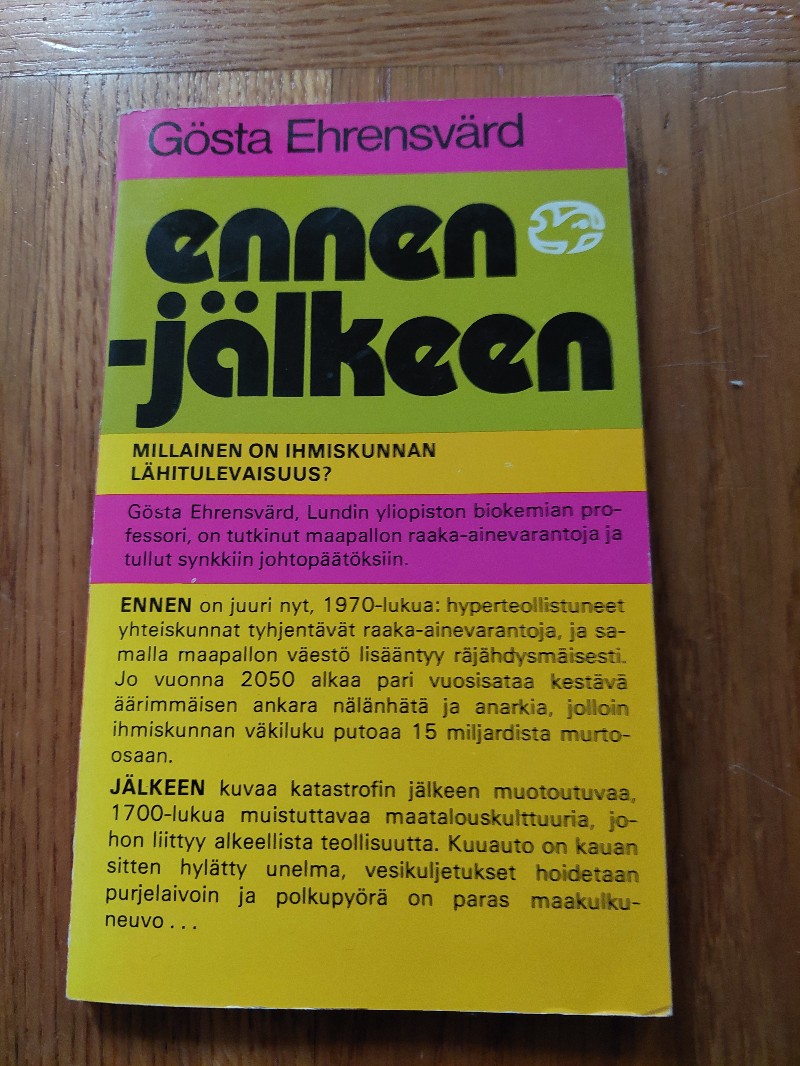 Gösta Ehrensvärd
ennen
-jälkeen
MILLAINEN ON IHMISKUNNAN
LÄHITULEVAISUUS?
Gösta Ehrensvärd, Lundin yliopiston biokemian pro-
fessori, on tutkinut maapallon raaka-ainevarantoja ja
tullut synkkiin johtopäätöksiin.
ENNEN on juuri nyt, 1970-lukua: hyperteollistuneet
yhteiskunnat tyhjentävät raaka-ainevarantoja, ja sa-
malla maapallon väestö lisääntyy räjähdysmäisesti.
Jo vuonna 2050 alkaa pari vuosisataa kestävä
äärimmäisen ankara nälänhätä ja anarkia, jolloin
ihmiskunnan väkiluku putoaa 15 miljardista murto-
osaan.
JÄLKEEN kuvaa katastrofin jälkeen muotoutuvaa,
1700-lukua muistuttavaa maatalouskulttuuria, jo-
hon liittyy alkeellista teollisuutta. Kuuauto on kauan
sitten hylätty unelma, vesikuljetukset hoidetaan
purjelaivoin ja polkupyörä on paras maakulku-
neuvo...